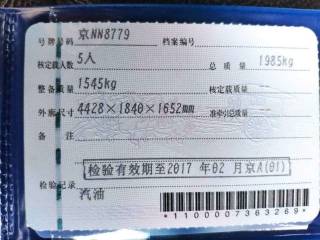 号牌号码 京NN8779 档案编号
核定载人数 5人 总质量 1985kg
整备质量 1545kg 核定载质量
外廓尺寸 4428×1840×1652mm 准牵引总质量
备注
检验有效期至2017 年02 月京A(01)
检验记录
汽油
*1100007363269*